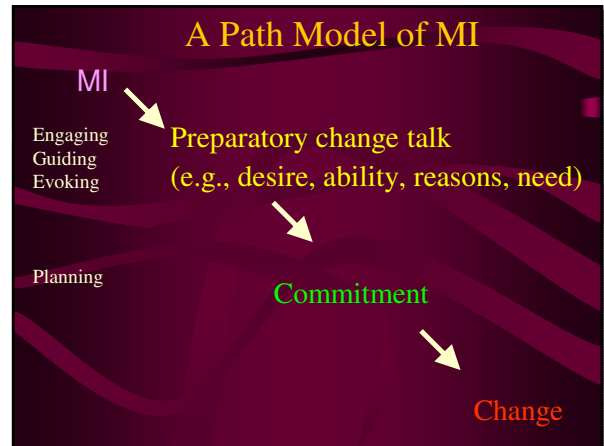 A Path Model of MI
MI
Engaging
Guiding
Evoking
Preparatory change talk
(e.g., desire, ability, reasons, need)
Planning
Commitment
Change